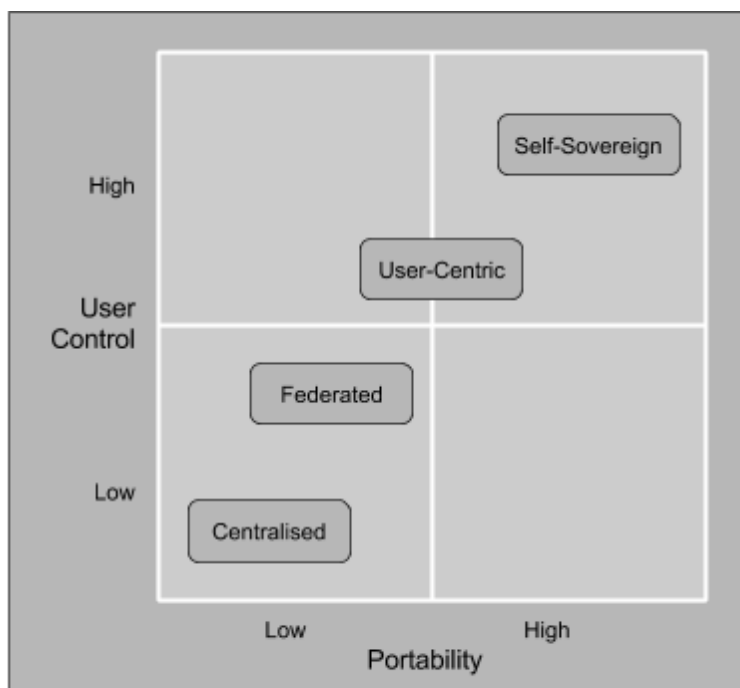 Self-Sovereign
High
User-Centric
User
Control
Federated
Low
Centralised
Low
High
Portability